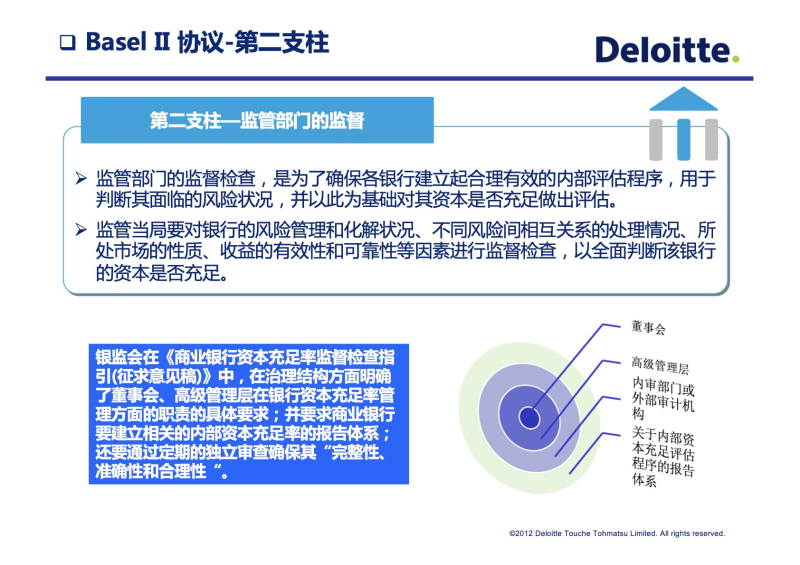 ❑ Basel II 协议-第二支柱
Deloitte.
第二支柱—监管部门的监督
➢ 监管部门的监督检查，是为了确保各银行建立起合理有效的内部评估程序，用于
判断其面临的风险状况，并以此为基础对其资本是否充足做出评估。
➢ 监管当局要对银行的风险管理和化解状况、不同风险间相互关系的处理情况、所
处市场的性质、收益的有效性和可靠性等因素进行监督检查，以全面判断该银行
的资本是否充足。
银监会在《商业银行资本充足率监督检查指
引(征求意见稿)》中，在治理结构方面明确
了董事会、高级管理层在银行资本充足率管
理方面的职责的具体要求；并要求商业银行
要建立相关的内部资本充足率的报告体系；
还要通过定期的独立审查确保其“完整性、
准确性和合理性“。
董事会
高级管理层
内审部门或
外部审计机
构
关于内部资
本充足评估
程序的报告
体系
©2012 Deloitte Touche Tohmatsu Limited. All rights reserved.